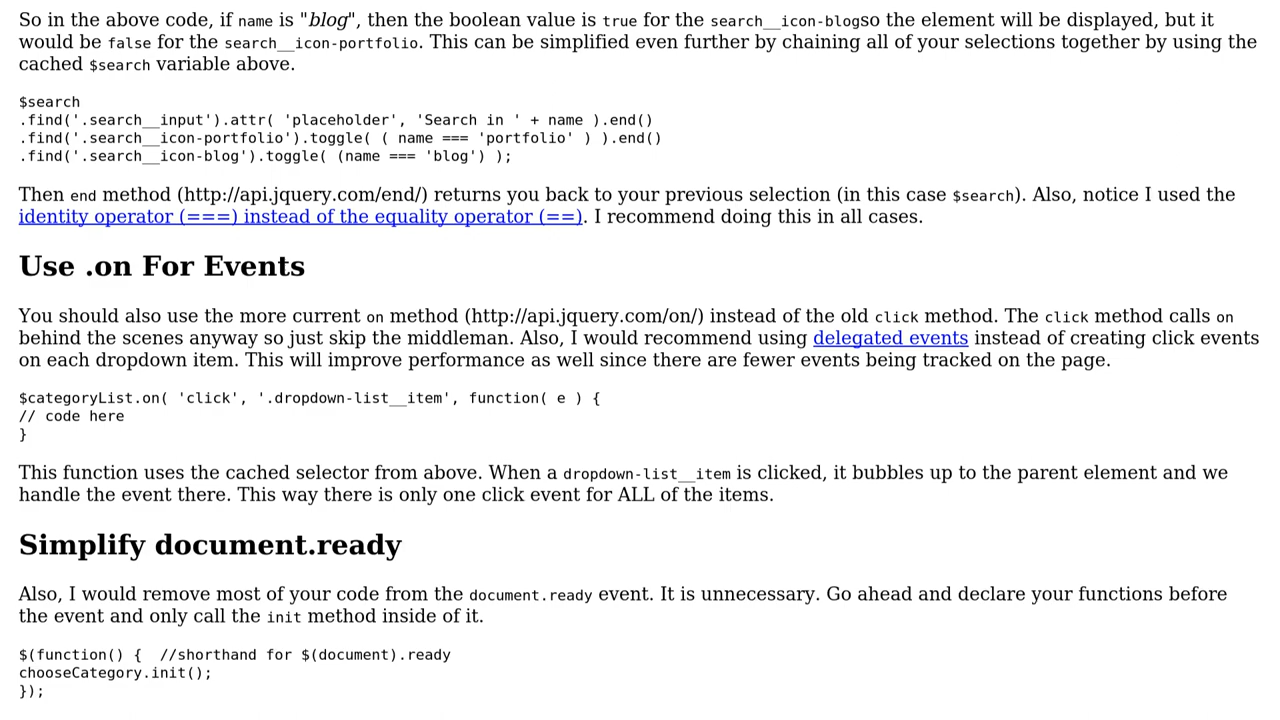 So in the above code, if name is "blog", then the boolean value is true for the search__icon-blogso the element will be displayed, but it
would be false for the search__icon-portfolio. This can be simplified even further by chaining all of your selections together by using the
cached $search variable above.
$search
.find('.search__input').attr( 'placeholder', 'Search in ' + name ).end()
.find('.search__icon-portfolio').toggle( ( name === 'portfolio' ) ).end()
.find('.search__icon-blog').toggle( (name === 'blog') );
Then end method (http://api.jquery.com/end/) returns you back to your previous selection (in this case $search). Also, notice I used the
identity operator (===) instead of the equality operator (==). I recommend doing this in all cases.
Use .on For Events
You should also use the more current on method (http://api.jquery.com/on/) instead of the old click method. The click method calls on
behind the scenes anyway so just skip the middleman. Also, I would recommend using delegated events instead of creating click events
on each dropdown item. This will improve performance as well since there are fewer events being tracked on the page.
$categoryList.on( 'click', '.dropdown-list__item', function( e ) {
// code here
}
This function uses the cached selector from above. When a dropdown-list__item is clicked, it bubbles up to the parent element and we
handle the event there. This way there is only one click event for ALL of the items.
Simplify document.ready
Also, I would remove most of your code from the document.ready event. It is unnecessary. Go ahead and declare your functions before
the event and only call the init method inside of it.
$(function() {  //shorthand for $(document).ready
chooseCategory.init();
});